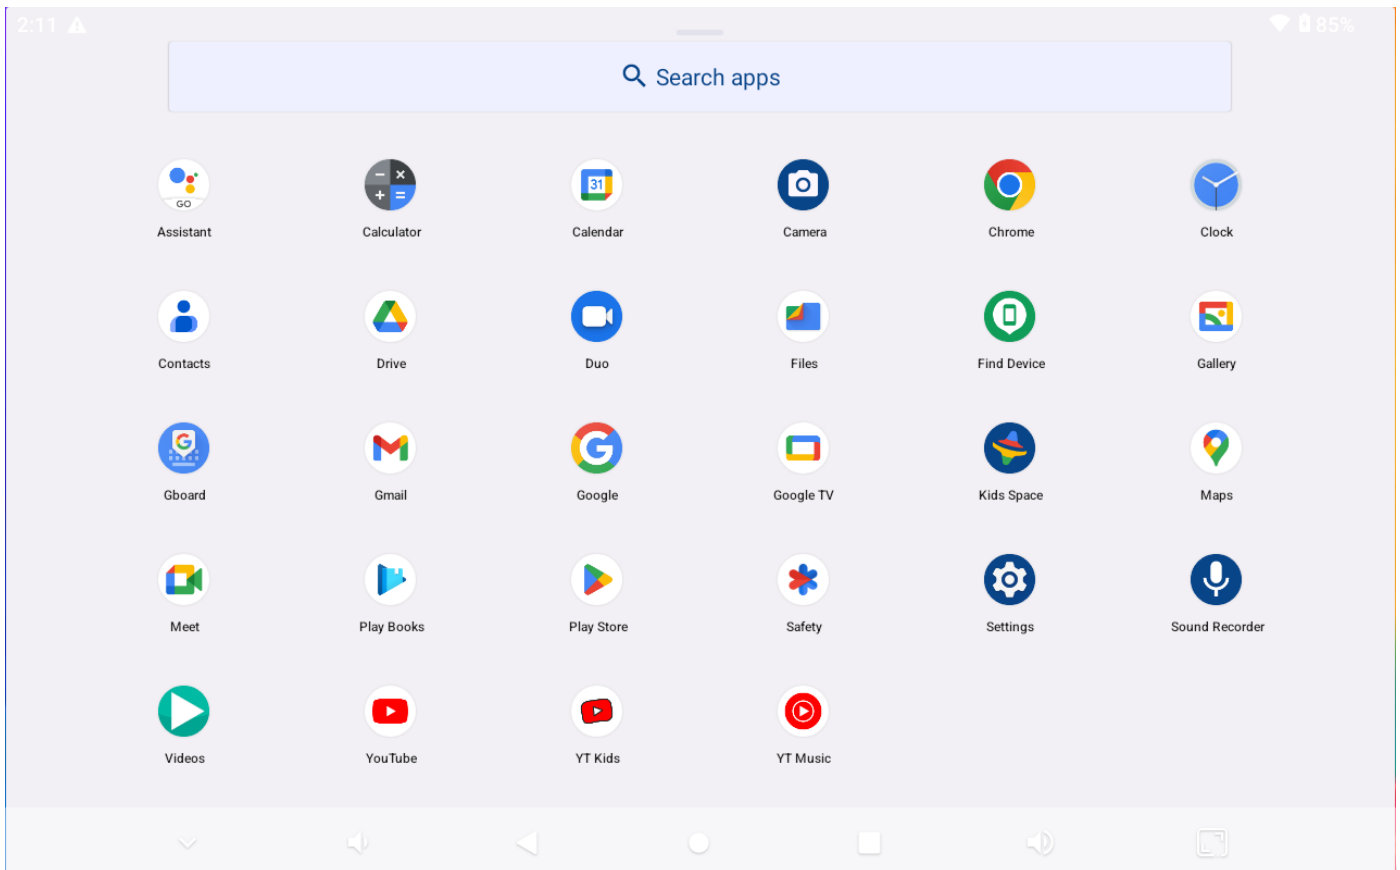 2:11
85%
Search apps
31
GO
Assistant
Calculator
Calendar
Camera
Chrome
Clock
Contacts
Drive
Duo
Files
Find Device
Gallery
G
Gboard
Gmail
Google
Google TV
Kids Space
Maps
Meet
Play Books
Play Store
Safety
Settings
Sound Recorder
Videos
YouTube
YT Kids
YT Music